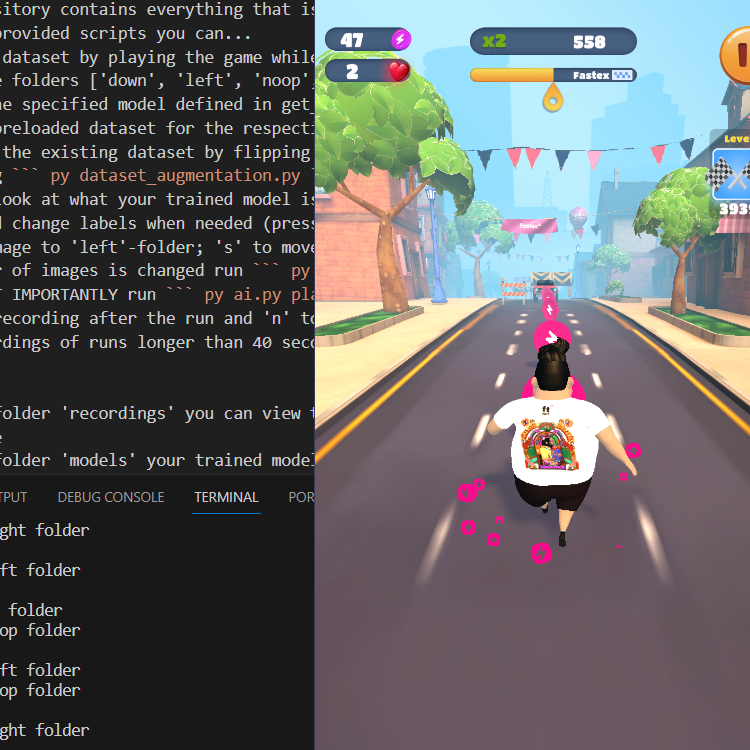 sitory contains everything that is
provided scripts you can...
dataset by playing the game while
e folders ['down', 'left', 'noop'
he specified model defined in get_
preloaded dataset for the respecti
the existing dataset by flipping
g ``` py dataset_augmentation.py `
look at what your trained model is
d change labels when needed (press
mage to 'left'-folder; 's' to move
r of images is changed run ``` py
T IMPORTANTLY run ``` py ai.py pla
recording after the run and 'n' to
rdings of runs longer than 40 seco
folder 'recordings' you can view t
e
folder 'models' your trained model
TPUT DEBUG CONSOLE TERMINAL POR
ght folder
ft folder
folder
op folder
ft folder
op folder
ght folder
47
x2 558
2
Fastex
Leve
393